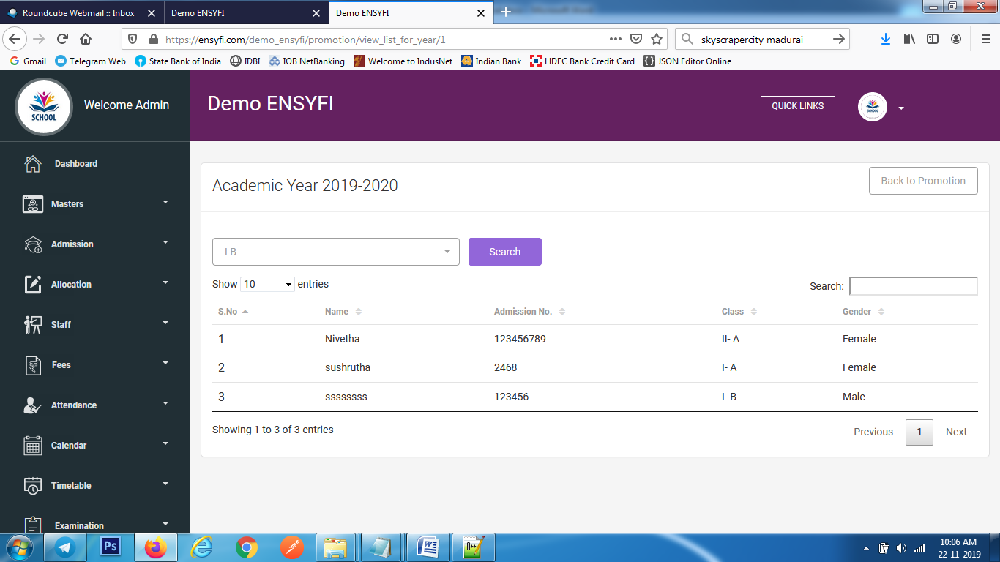 Roundcube Webmail :: Inbox
Demo ENSYFI
Demo ENSYFI
https://ensyfi.com/demo_ensyfi/promotion/view_list_for_year/1
skyscrapercity madurai
Gmail
Telegram Web
State Bank of India
IDBI
IOB NetBanking
Welcome to IndusNet
Indian Bank
HDFC Bank Credit Card
JSON Editor Online
SCHOOL
Welcome Admin
Demo ENSYFI
QUICK LINKS
SCHOOL
Dashboard
Masters
Admission
Allocation
Staff
Fees
Attendance
Calendar
Timetable
Examination
Academic Year 2019-2020
Back to Promotion
I B
Search
Show 10 entries
Search:
S.No Name Admission No. Class Gender
1 Nivetha 123456789 II- A Female
2 sushrutha 2468 I- A Female
3 ssssssss 123456 I- B Male
Showing 1 to 3 of 3 entries
Previous 1 Next
Ps
10:06 AM
22-11-2019